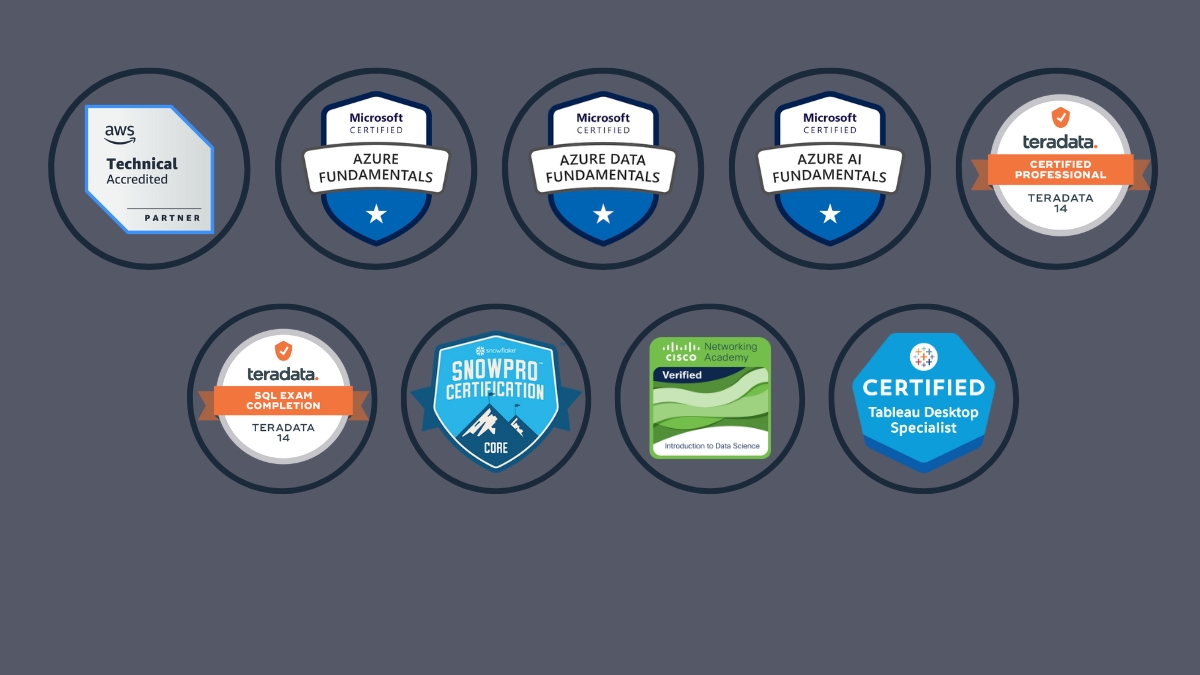 aws
Technical
Accredited
PARTNER
Microsoft
CERTIFIED
AZURE
FUNDAMENTALS
Microsoft
CERTIFIED
AZURE DATA
FUNDAMENTALS
Microsoft
CERTIFIED
AZURE AI
FUNDAMENTALS
teradata.
CERTIFIED
PROFESSIONAL
TERADATA
14
teradata.
SQL EXAM
COMPLETION
TERADATA
14
snowflake
SNOWPRO™
CERTIFICATION
CORE
CISCO
Networking
Academy
Verified
Introduction to Data Science
CERTIFIED
Tableau Desktop
Specialist